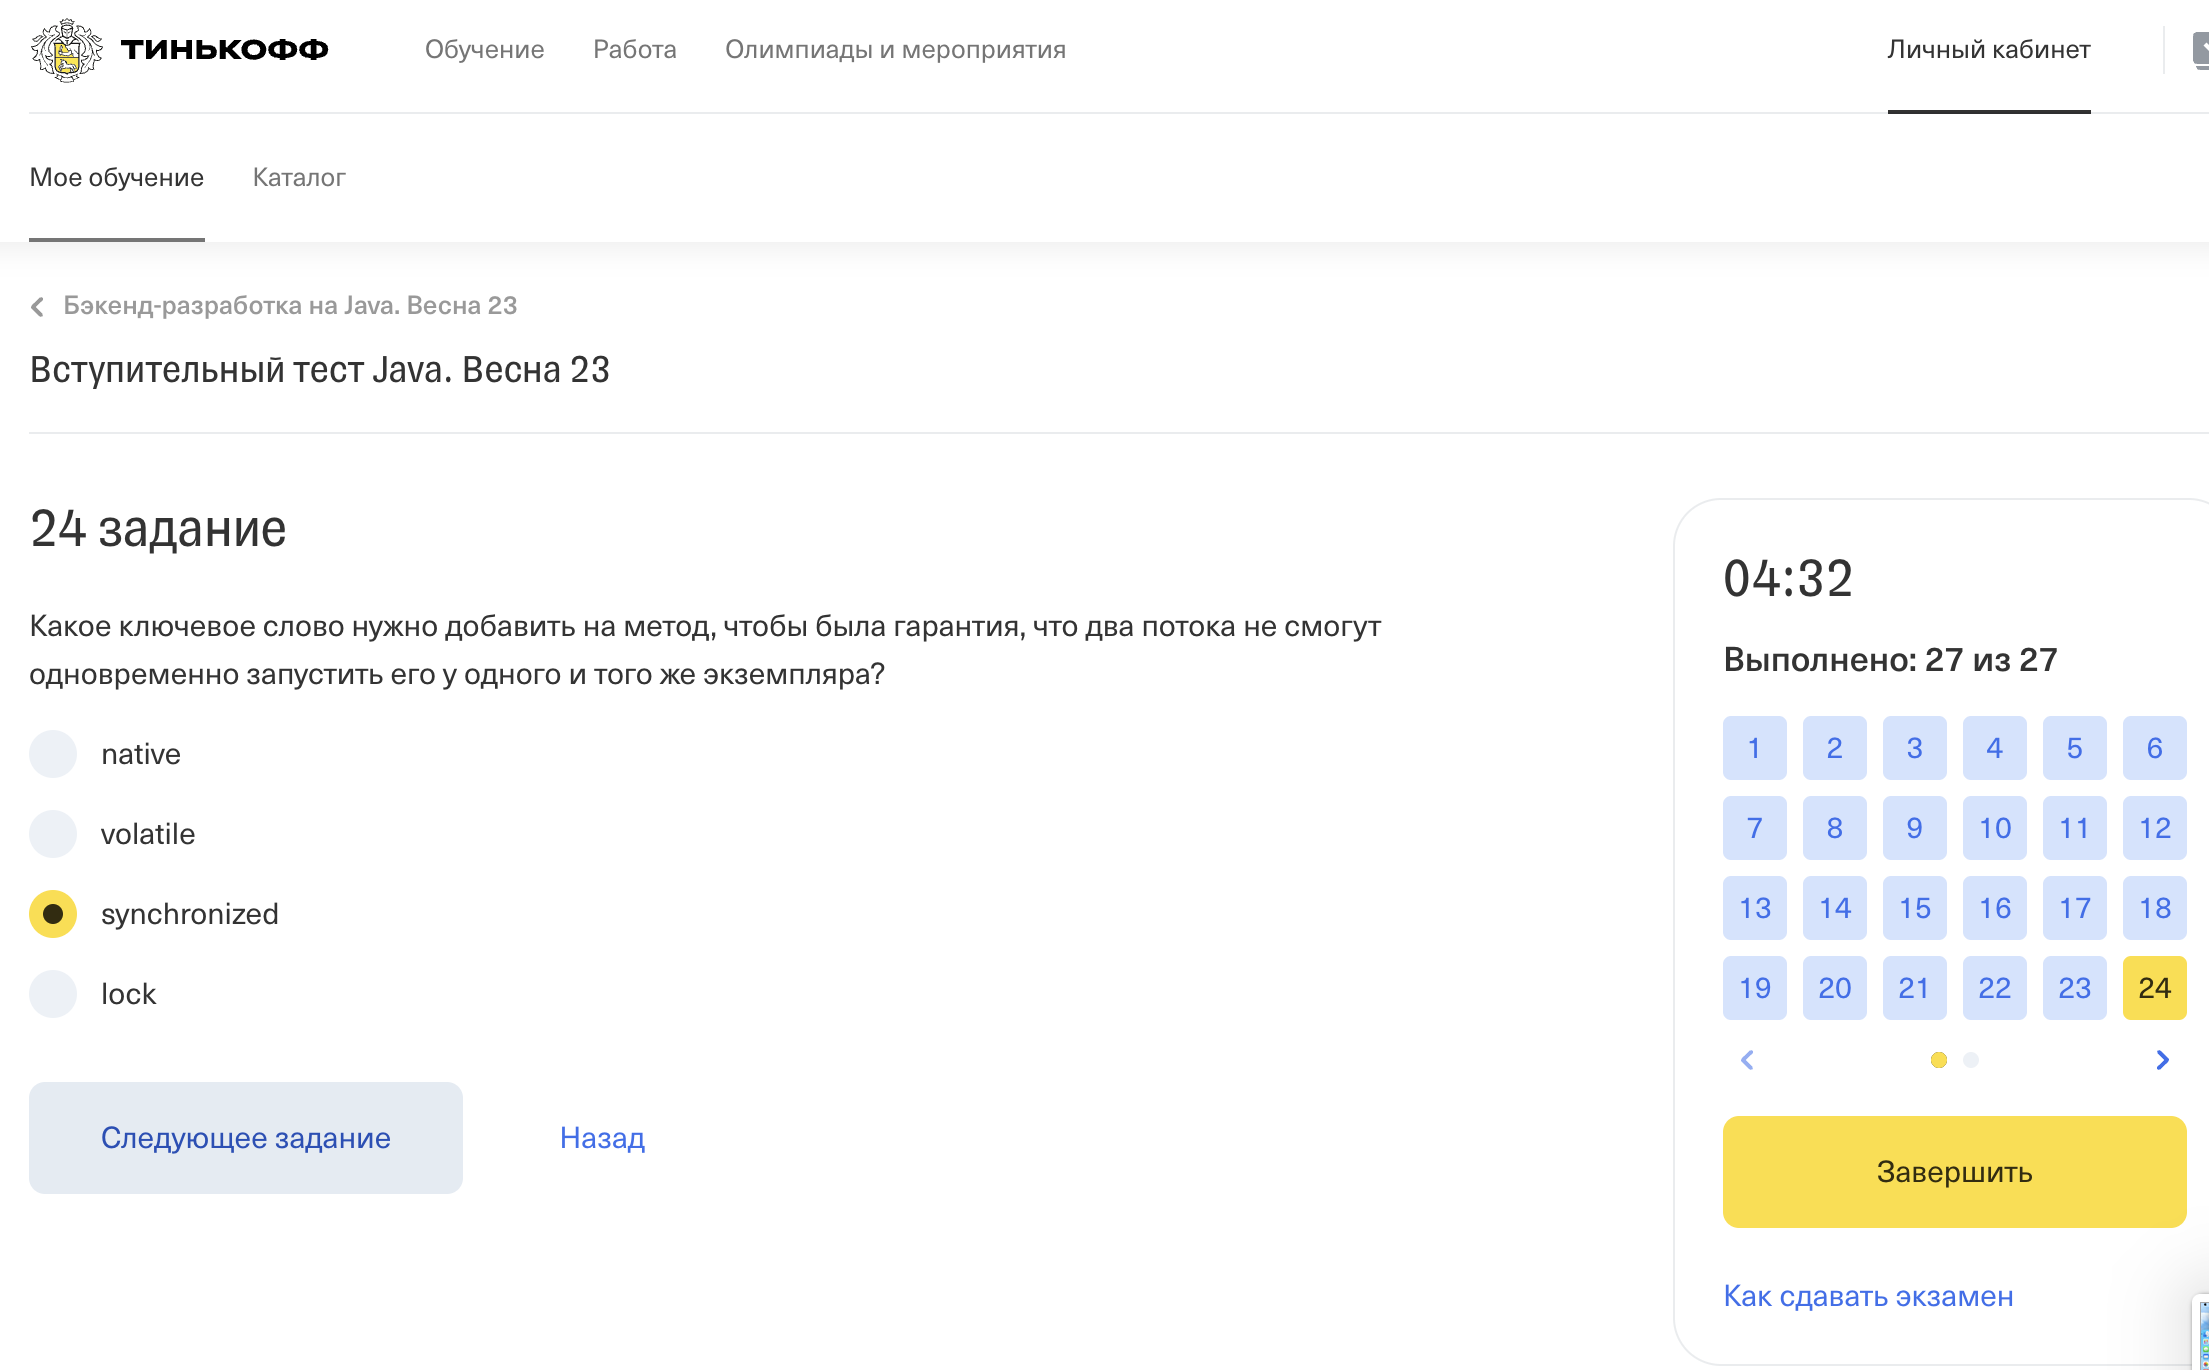 ТИНЬКОФФ
Обучение
Работа
Олимпиады и мероприятия
Личный кабинет
Мое обучение
Каталог
Бэкенд-разработка на Java. Весна 23
Вступительный тест Java. Весна 23
24 задание
Какое ключевое слово нужно добавить на метод, чтобы была гарантия, что два потока не смогут
одновременно запустить его у одного и того же экземпляра?
native
volatile
synchronized
lock
Следующее задание
Назад
04:32
Выполнено: 27 из 27
1 2 3 4 5 6
7 8 9 10 11 12
13 14 15 16 17 18
19 20 21 22 23 24
Завершить
Как сдавать экзамен